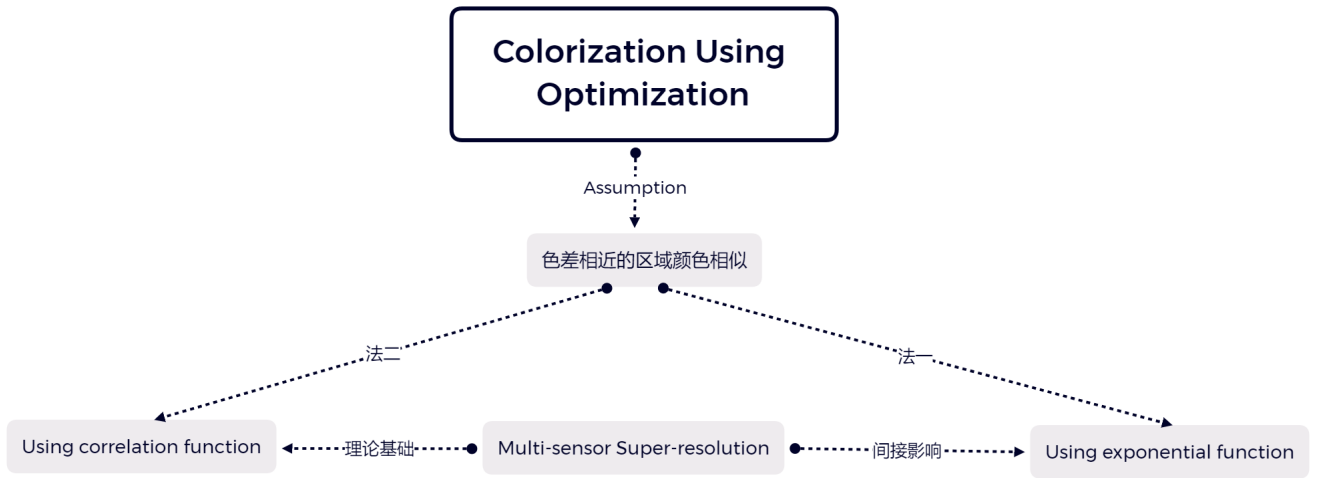 Colorization Using
Optimization
Assumption
色差相近的区域颜色相似
法二
法一
Using correlation function
理论基础
Multi-sensor Super-resolution
间接影响
Using exponential function